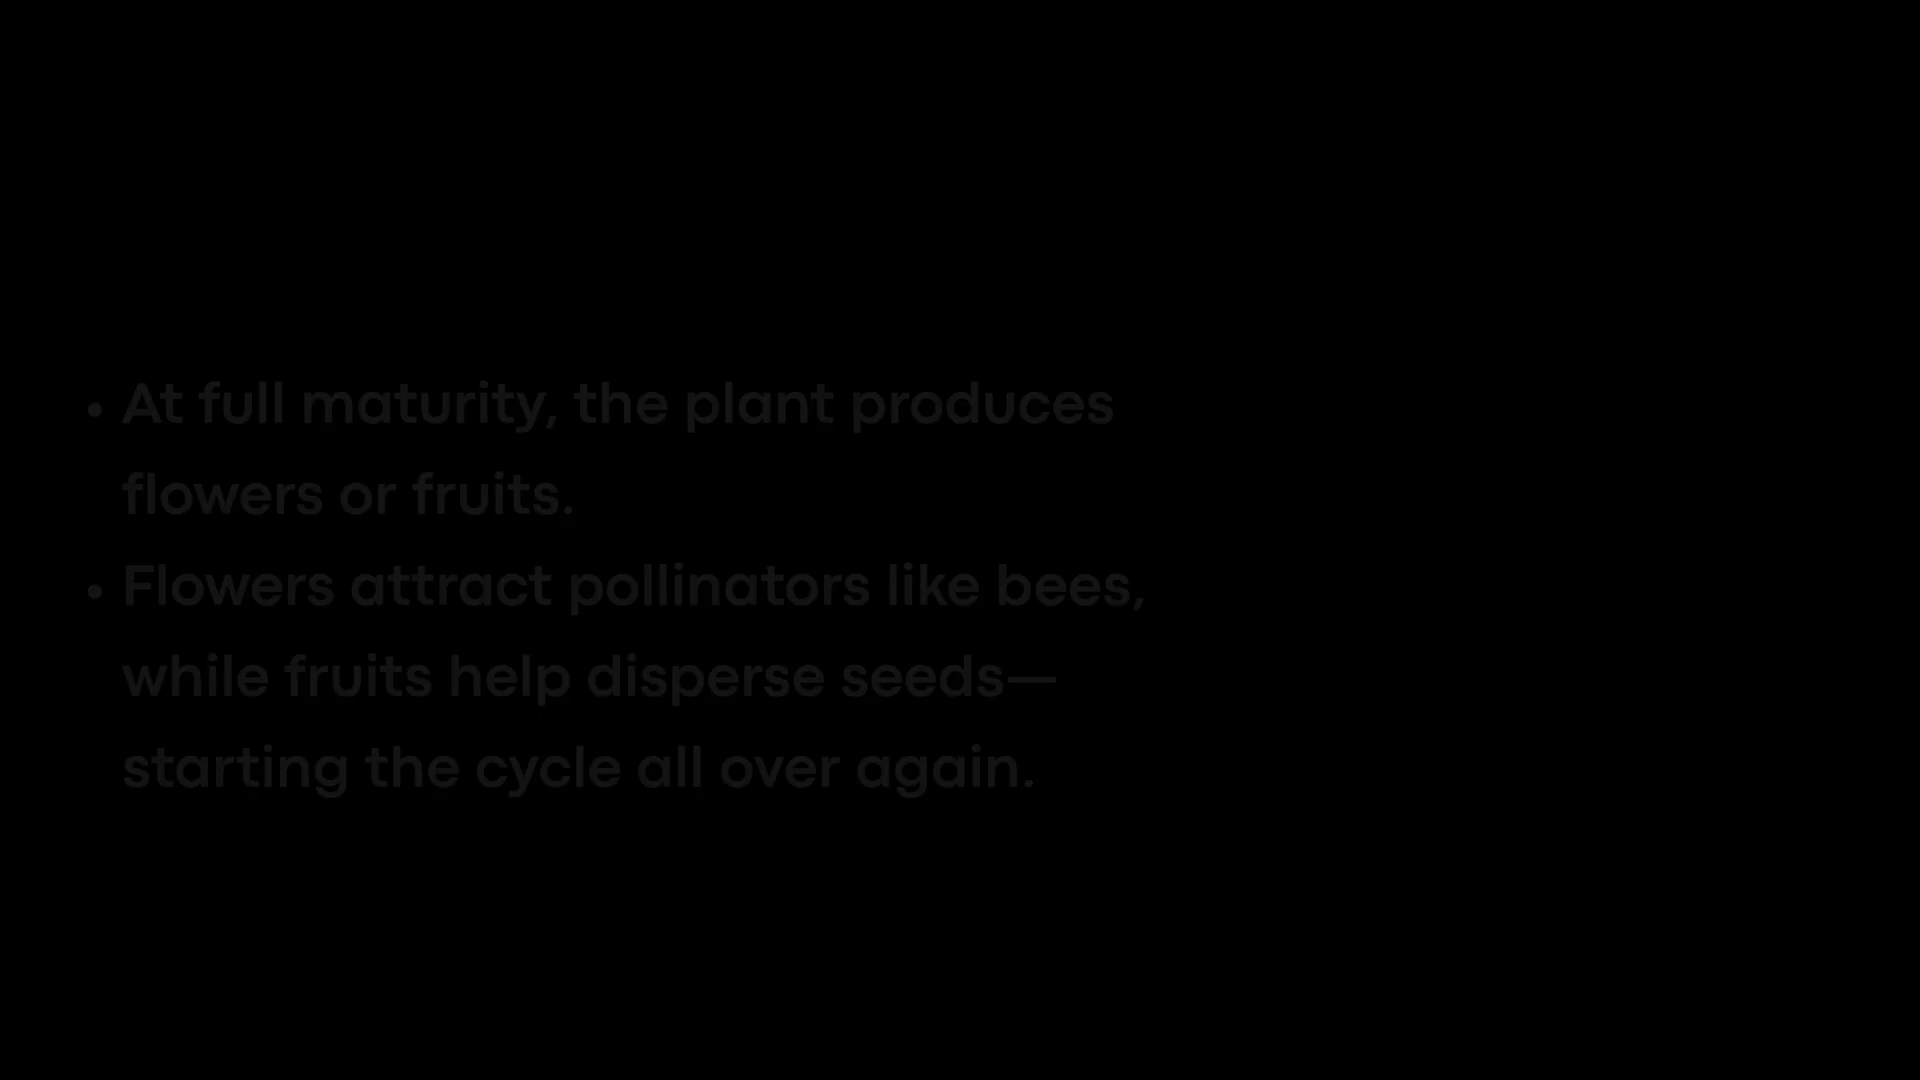 • At full maturity, the plant produces
flowers or fruits.
• Flowers attract pollinators like bees,
while fruits help disperse seeds—
starting the cycle all over again.